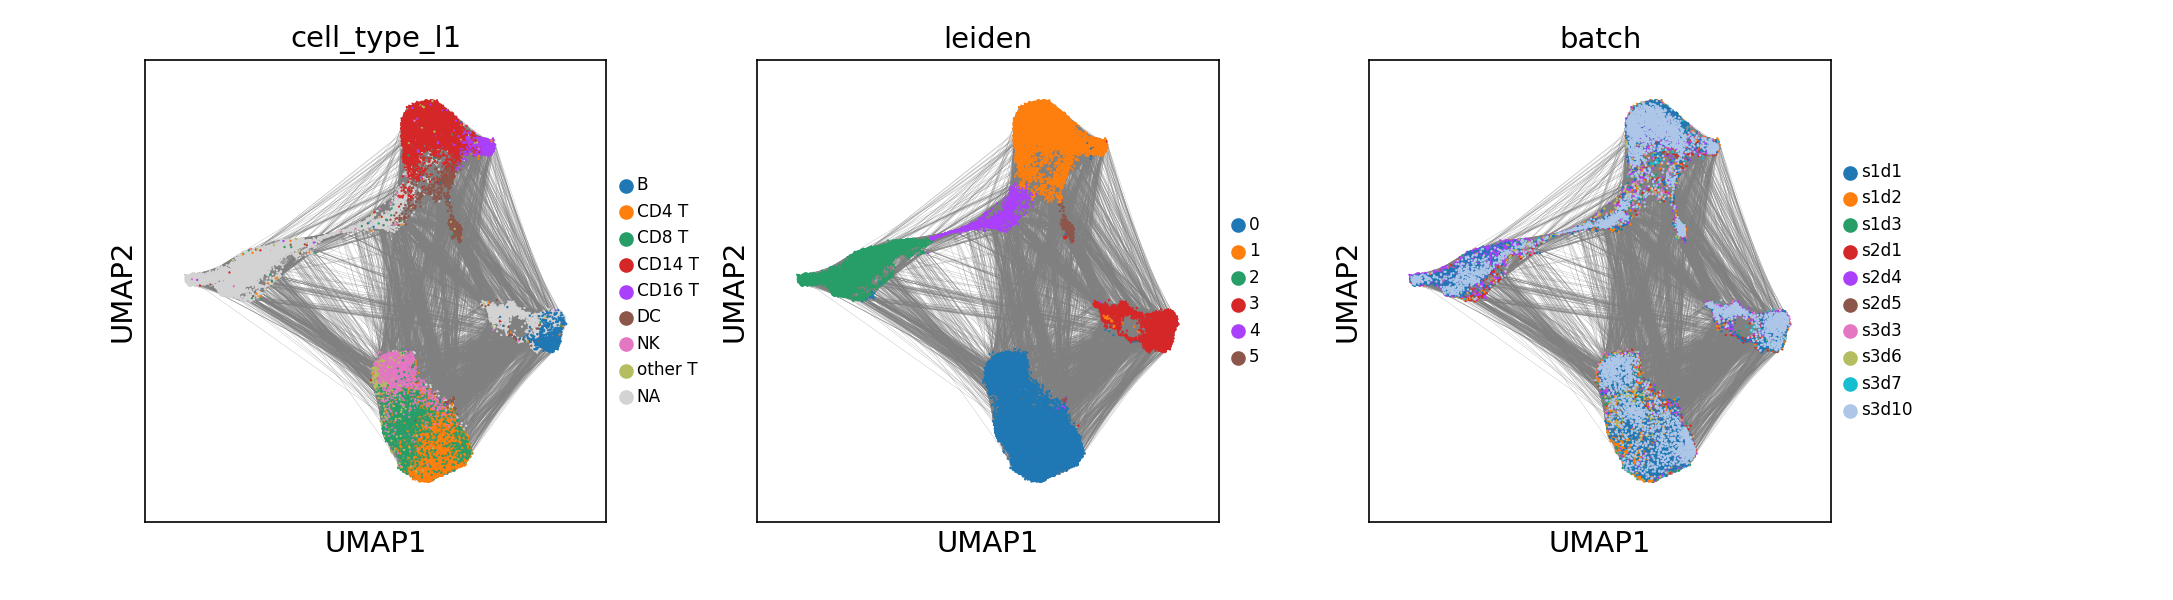 cell_type_l1
UMAP2
UMAP1
B
CD4 T
CD8 T
CD14 T
CD16 T
DC
NK
other T
NA
leiden
UMAP2
UMAP1
0
1
2
3
4
5
batch
UMAP2
UMAP1
s1d1
s1d2
s1d3
s2d1
s2d4
s2d5
s3d3
s3d6
s3d7
s3d10